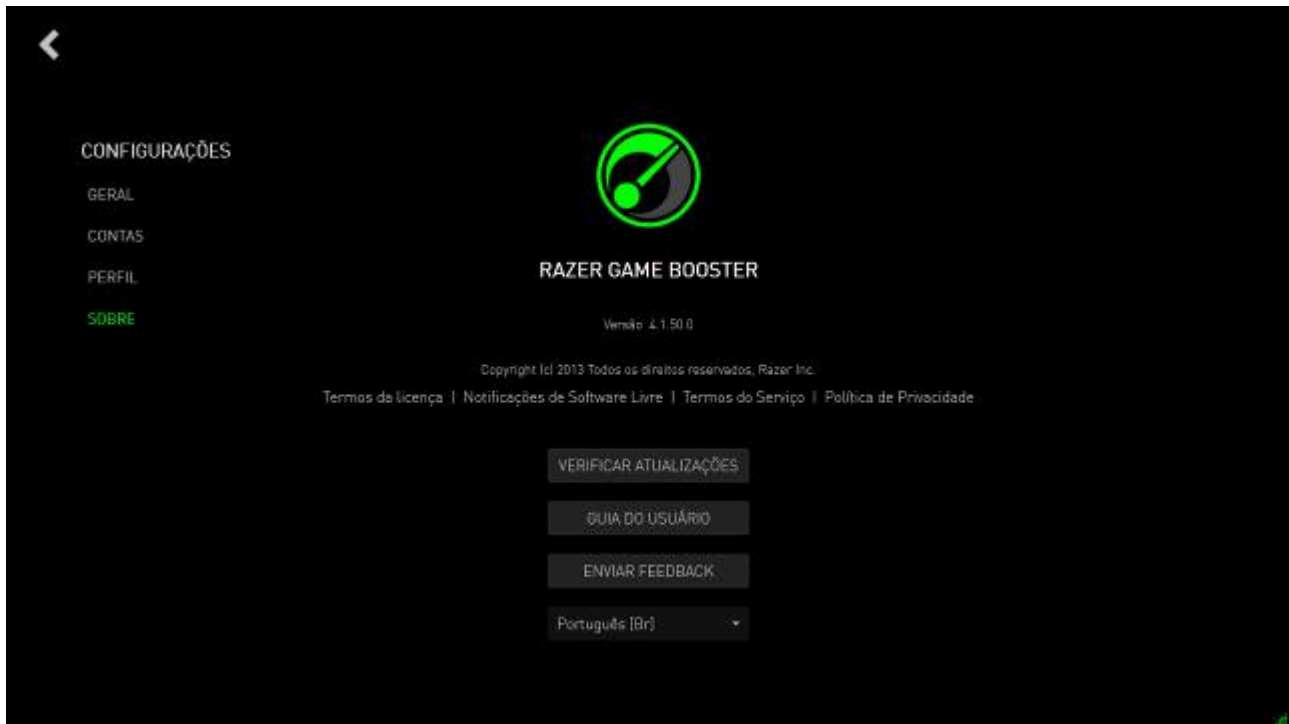 CONFIGURAÇÕES
GERAL
CONTAS
PERFIL
SOBRE
RAZER GAME BOOSTER
Versão 4.1.50.0
Copyright (c) 2013 Todos os direitos reservados, Razer Inc.
Termos da licença | Notificações de Software Livre | Termos do Serviço | Política de Privacidade
VERIFICAR ATUALIZAÇÕES
GUIA DO USUÁRIO
ENVIAR FEEDBACK
Português [Br]